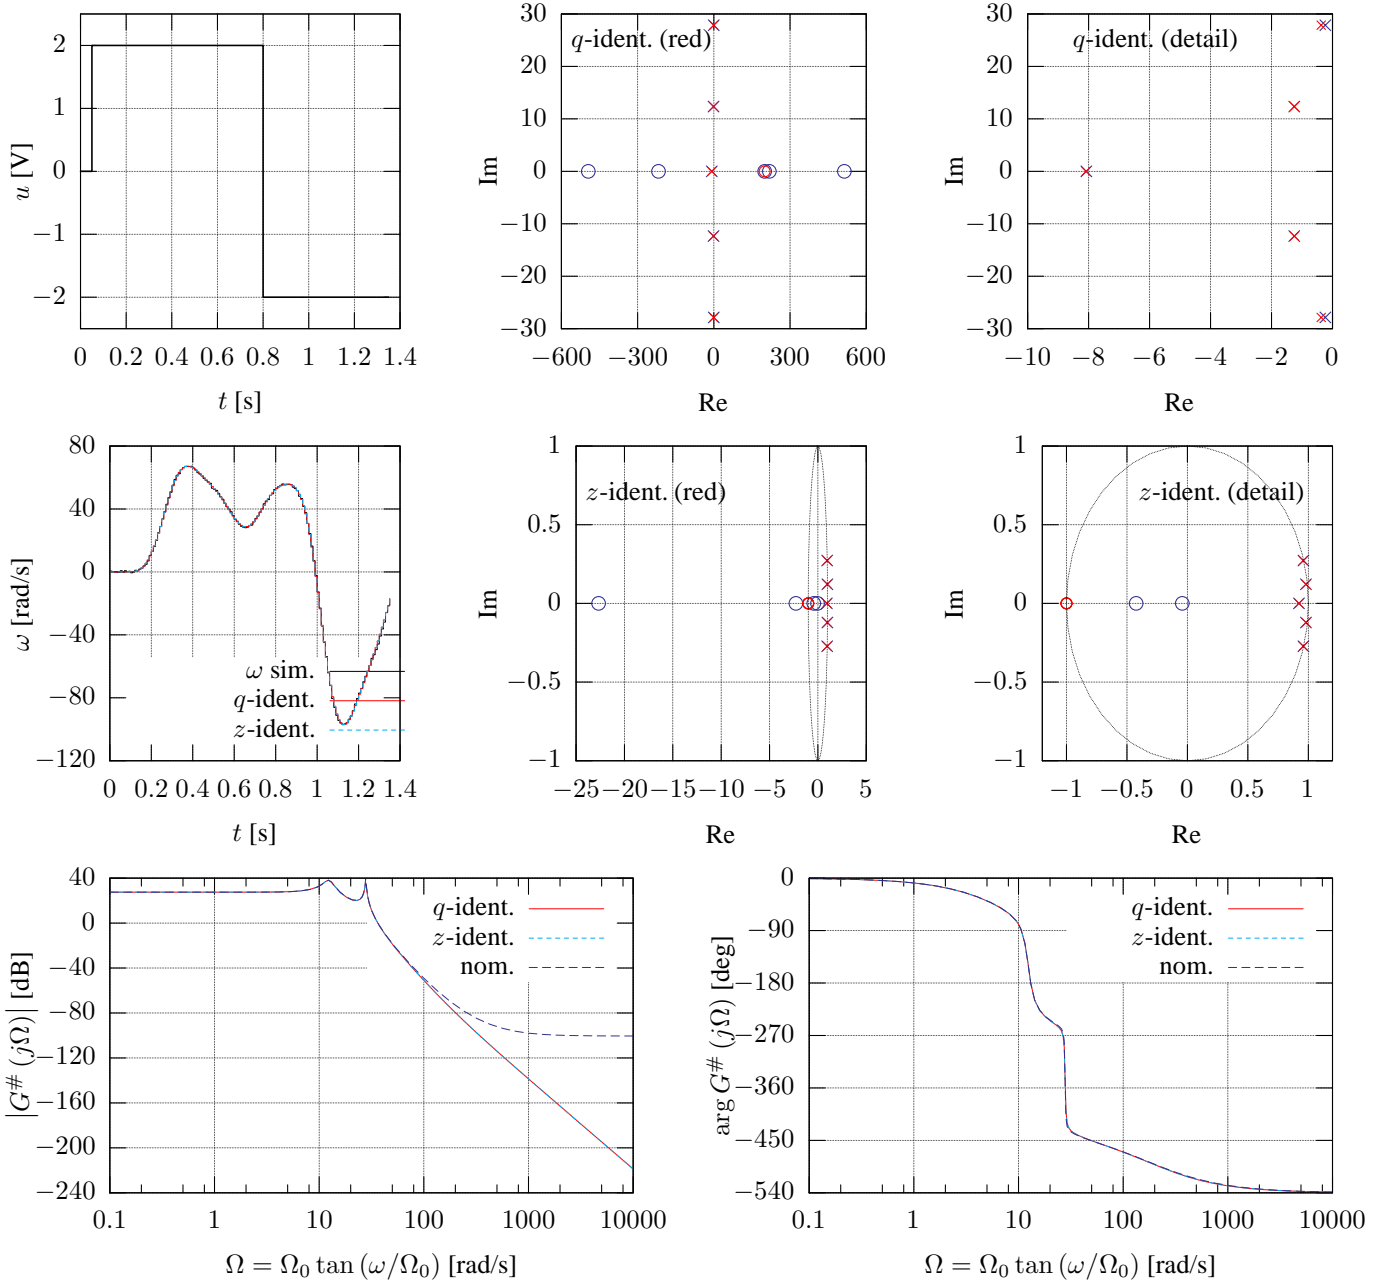 2
1
0
−1
−2
u [V]
0 0.2 0.4 0.6 0.8 1 1.2 1.4
t [s]
q-ident. (red)
30
20
10
0
−10
−20
−30
Im
−600 −300 0 300 600
Re
q-ident. (detail)
30
20
10
0
−10
−20
−30
Im
−10 −8 −6 −4 −2 0
Re
80
40
0
−40
−80
−120
ω [rad/s]
ω sim.
q-ident.
z-ident.
0 0.2 0.4 0.6 0.8 1 1.2 1.4
t [s]
z-ident. (red)
1
0.5
0
−0.5
−1
Im
−25 −20 −15 −10 −5 0 5
Re
z-ident. (detail)
1
0.5
0
−0.5
−1
Im
−1 −0.5 0 0.5 1
Re
40
0
−40
−80
−120
−160
−200
−240
|G# (jΩ)| [dB]
q-ident.
z-ident.
nom.
0.1 1 10 100 1000 10000
Ω = Ω₀ tan (ω/Ω₀) [rad/s]
0
−90
−180
−270
−360
−450
−540
arg G# (jΩ) [deg]
q-ident.
z-ident.
nom.
0.1 1 10 100 1000 10000
Ω = Ω₀ tan (ω/Ω₀) [rad/s]